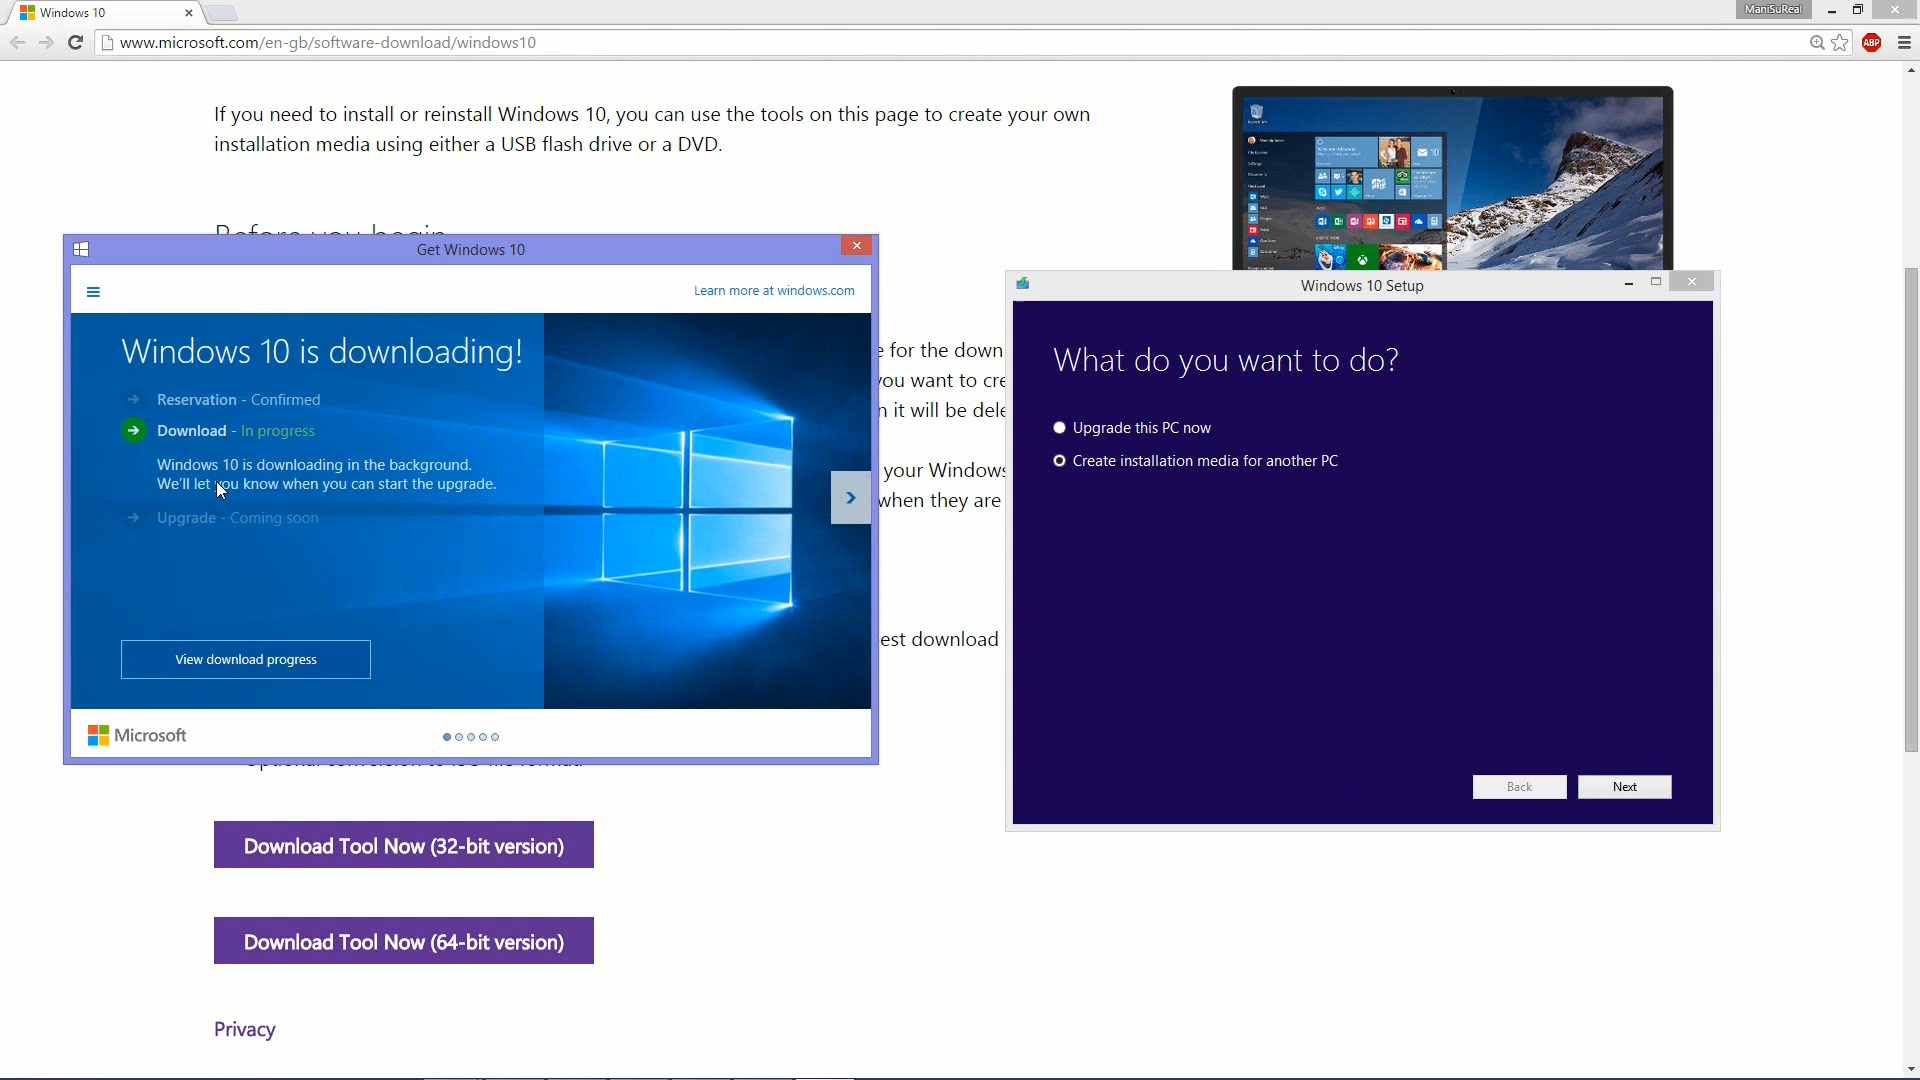 Windows 10
ManiSuReal
www.microsoft.com/en-gb/software-download/windows10
ABP
If you need to install or reinstall Windows 10, you can use the tools on this page to create your own
installation media using either a USB flash drive or a DVD.
Before you begin
Get Windows 10
Learn more at windows.com
Windows 10 is downloading!
Reservation - Confirmed
Download - In progress
Windows 10 is downloading in the background.
We'll let you know when you can start the upgrade.
Upgrade - Coming soon
View download progress
Microsoft
for the down
you want to cre
it will be dele
your Windows
when they are
est download
Windows 10 Setup
What do you want to do?
Upgrade this PC now
Create installation media for another PC
Back
Next
Download Tool Now (32-bit version)
Download Tool Now (64-bit version)
Privacy